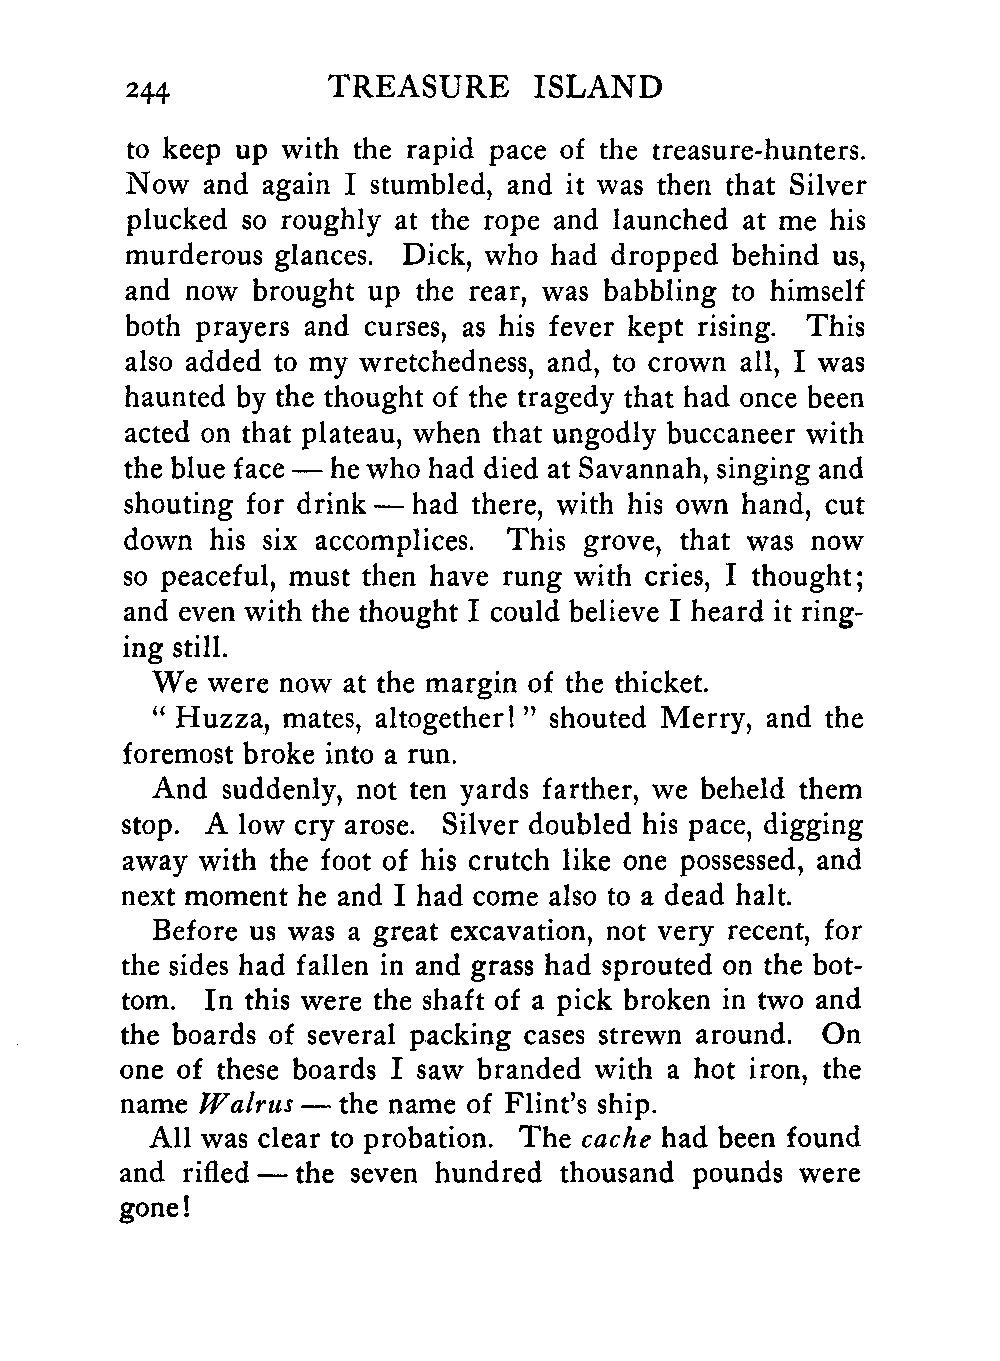 244 TREASURE ISLAND
to keep up with the rapid pace of the treasure-hunters.
Now and again I stumbled, and it was then that Silver
plucked so roughly at the rope and launched at me his
murderous glances. Dick, who had dropped behind us,
and now brought up the rear, was babbling to himself
both prayers and curses, as his fever kept rising. This
also added to my wretchedness, and, to crown all, I was
haunted by the thought of the tragedy that had once been
acted on that plateau, when that ungodly buccaneer with
the blue face — he who had died at Savannah, singing and
shouting for drink — had there, with his own hand, cut
down his six accomplices. This grove, that was now
so peaceful, must then have rung with cries, I thought;
and even with the thought I could believe I heard it ring-
ing still.
We were now at the margin of the thicket.
" Huzza, mates, altogether! " shouted Merry, and the
foremost broke into a run.
And suddenly, not ten yards farther, we beheld them
stop. A low cry arose. Silver doubled his pace, digging
away with the foot of his crutch like one possessed, and
next moment he and I had come also to a dead halt.
Before us was a great excavation, not very recent, for
the sides had fallen in and grass had sprouted on the bot-
tom. In this were the shaft of a pick broken in two and
the boards of several packing cases strewn around. On
one of these boards I saw branded with a hot iron, the
name Walrus — the name of Flint's ship.
All was clear to probation. The cache had been found
and rifled — the seven hundred thousand pounds were
gone!